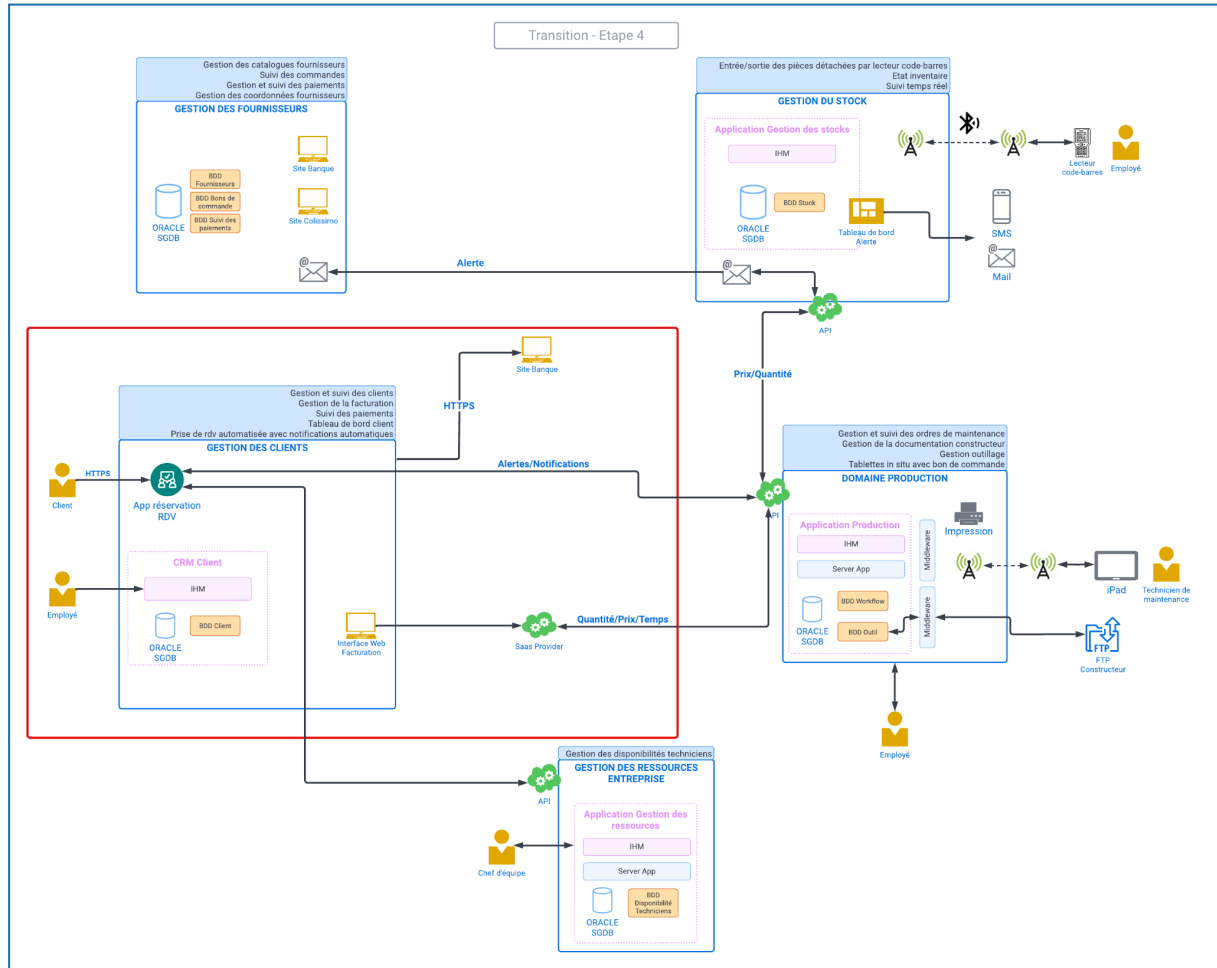 Transition - Etape 4
Gestion des catalogues fournisseurs
Suivi des commandes
Gestion et suivi des paiements
Gestion des coordonnées fournisseurs
GESTION DES FOURNISSEURS
Site Banque
BDD
Fournisseurs
BDD Bons de
commande
BDD Suivi des
paiements
ORACLE
SGDB
Site Colissimo
@
Alerte
Entrée/sortie des pièces détachées par lecteur code-barres
Etat inventaire
Suivi temps réel
GESTION DU STOCK
Application Gestion des stocks
IHM
BDD Stock
ORACLE
SGDB
Tableau de bord
Alerte
@
API
Lecteur
code-barres
Employé
SMS
@
Mail
Prix/Quantité
Site Banque
HTTPS
Gestion et suivi des clients
Gestion de la facturation
Suivi des paiements
Tableau de bord client
Prise de rdv automatisée avec notifications automatiques
GESTION DES CLIENTS
HTTPS
Client
App réservation
RDV
Alertes/Notifications
CRM Client
IHM
Employé
BDD Client
ORACLE
SGDB
Interface Web
Facturation
Saas Provider
Quantité/Prix/Temps
API
Gestion et suivi des ordres de maintenance
Gestion de la documentation constructeur
Gestion outillage
Tablettes in situ avec bon de commande
DOMAINE PRODUCTION
Application Production
IHM
Server App
BDD Workflow
BDD Outil
ORACLE
SGDB
Middleware
Middleware
Impression
iPad
Technicien de
maintenance
FTP
FTP
Constructeur
Employé
Gestion des disponibilités techniciens
GESTION DES RESSOURCES
ENTREPRISE
API
Application Gestion des
ressources
IHM
Server App
Chef d'équipe
BDD
Disponibilité
Techniciens
ORACLE
SGDB